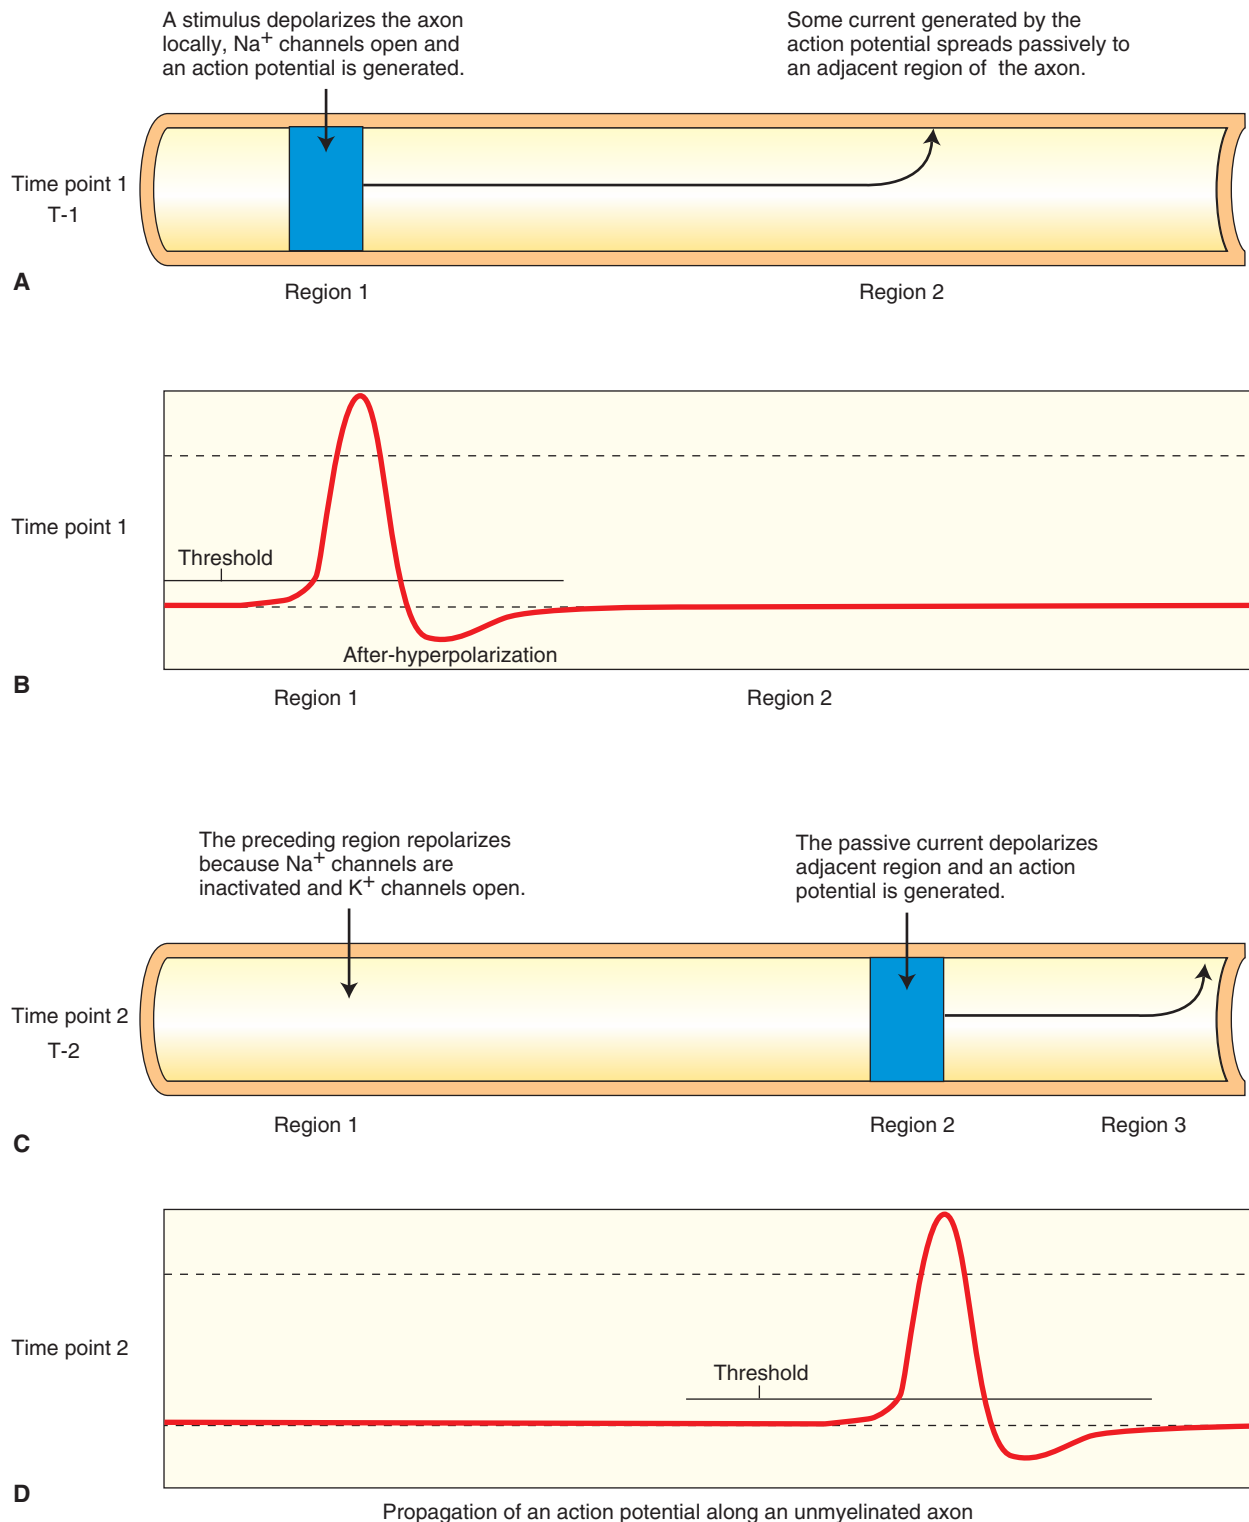 A stimulus depolarizes the axon
locally, Na+ channels open and
an action potential is generated.
Some current generated by the
action potential spreads passively to
an adjacent region of the axon.
Time point 1
T-1
A
Region 1
Region 2
Time point 1
Threshold
After-hyperpolarization
B
Region 1
Region 2
The preceding region repolarizes
because Na+ channels are
inactivated and K+ channels open.
The passive current depolarizes
adjacent region and an action
potential is generated.
Time point 2
T-2
C
Region 1
Region 2
Region 3
Time point 2
Threshold
D
Propagation of an action potential along an unmyelinated axon